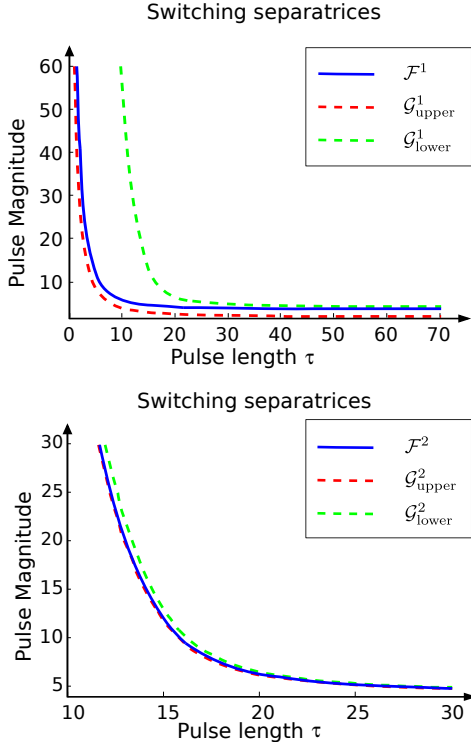 Switching separatrices
Pulse Magnitude
60
50
40
30
20
10
0
10
20
30
40
50
60
70
Pulse length τ
ℱ¹
𝒢¹upper
𝒢¹lower
Switching separatrices
Pulse Magnitude
30
25
20
15
10
5
10
15
20
25
30
Pulse length τ
ℱ²
𝒢²upper
𝒢²lower